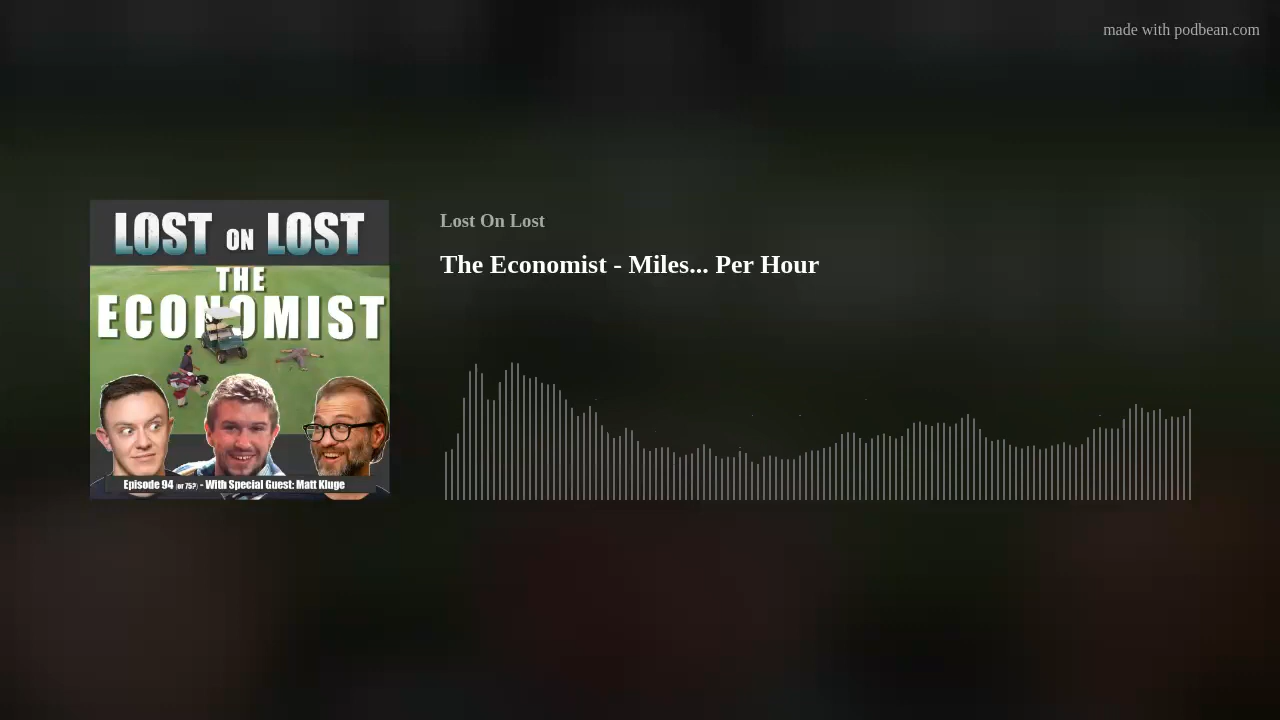 made with podbean.com
LOST ON LOST
THE
ECONOMIST
Episode 94 (or 75?) - With Special Guest: Matt Kluge
Lost On Lost
The Economist - Miles... Per Hour